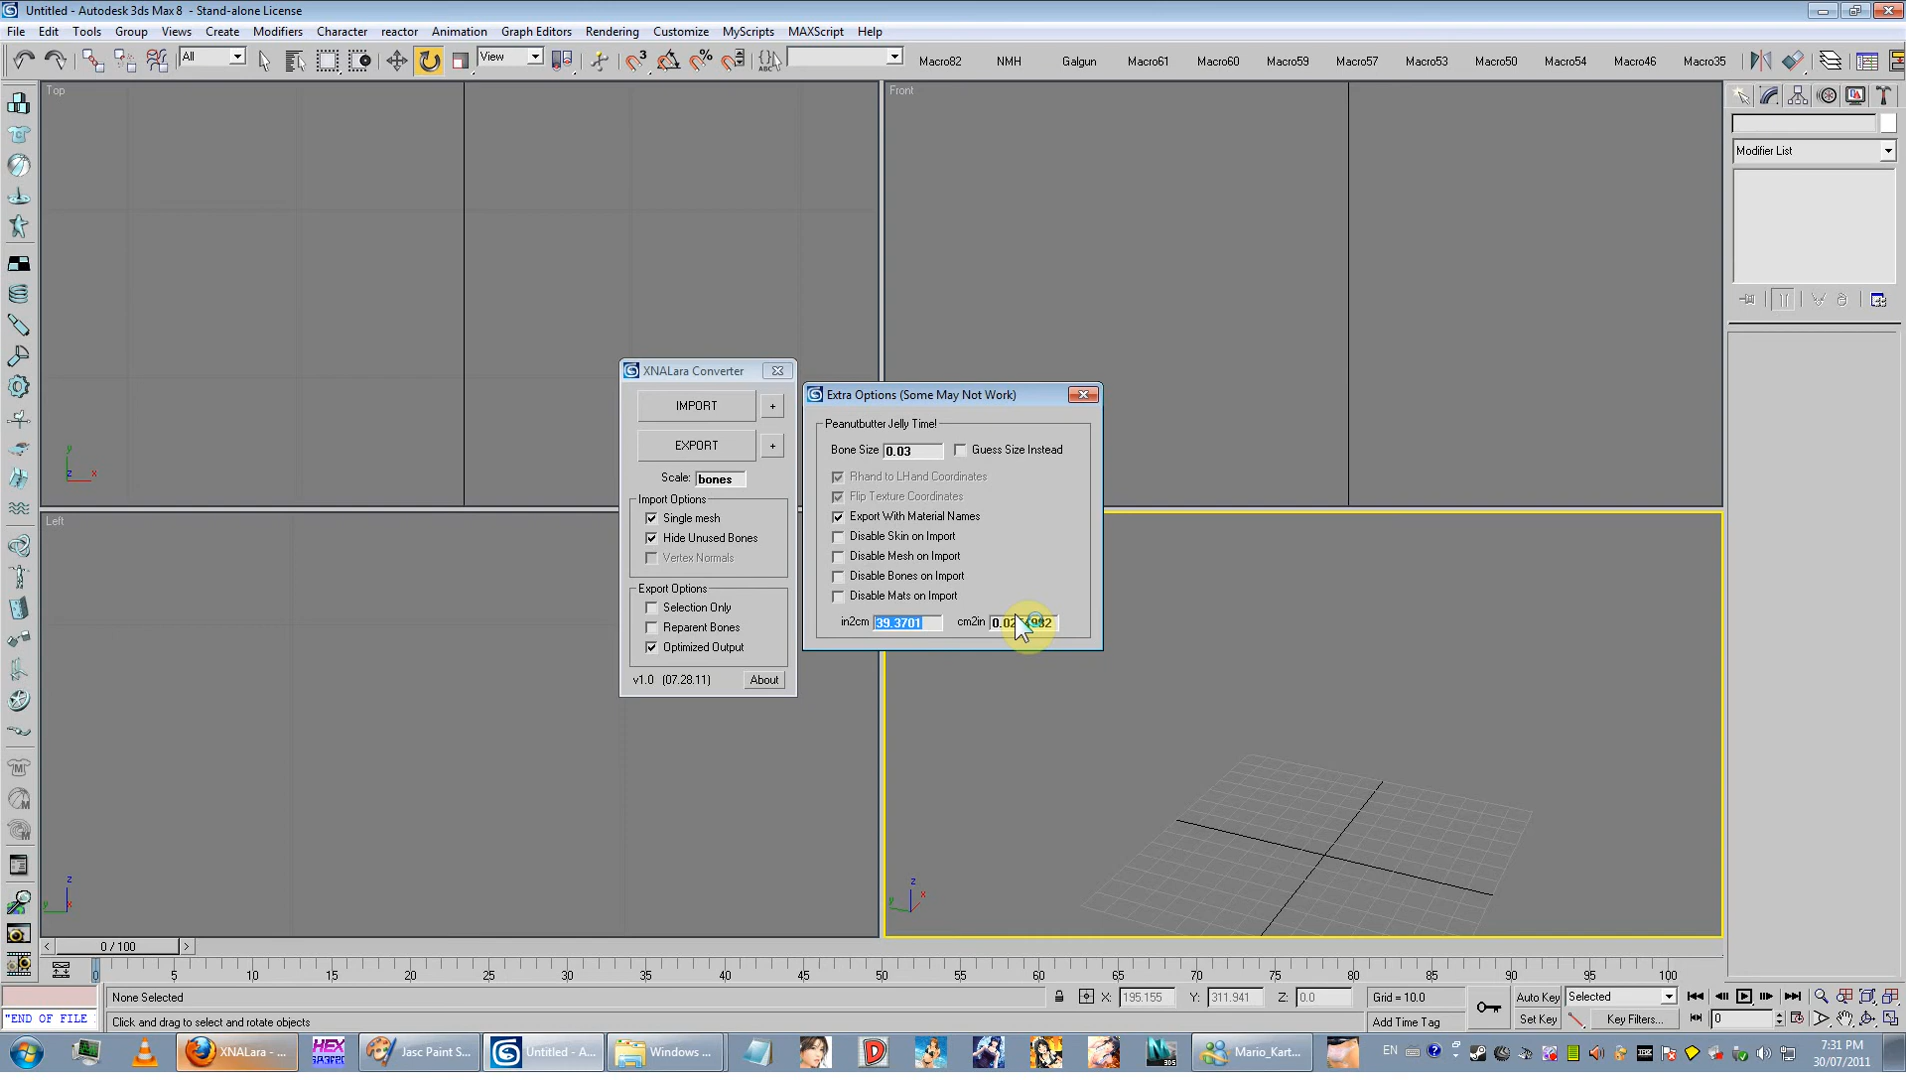 Untitled - Autodesk 3ds Max 8 - Stand-alone License
File Edit Tools Group Views Create Modifiers Character reactor Animation Graph Editors Rendering Customize MyScripts MAXScript Help
All View Macro82 NMH Galgun Macro61 Macro60 Macro59 Macro57 Macro53 Macro50 Macro54 Macro46 Macro35
Top
Front
Modifier List
XNALara Converter
IMPORT +
EXPORT +
Scale: bones
Import Options
Single mesh
Hide Unused Bones
Vertex Normals
Export Options
Selection Only
Reparent Bones
Optimized Output
v1.0 (07.28.11) About
Extra Options (Some May Not Work)
Peanutbutter Jelly Time!
Bone Size 0.03 Guess Size Instead
Rhand to LHand Coordinates
Flip Texture Coordinates
Export With Material Names
Disable Skin on Import
Disable Mesh on Import
Disable Bones on Import
Disable Mats on Import
in2cm 39.3701 cm2in
y
z x
Left
z
y x
z
y x
0 / 100
0 5 10 15 20 25 30 35 40 45 50 55 60 65 70 75 80 85 90 95 100
None Selected X: 195.155 Y: 311.941 Z: 0.0 Grid = 10.0 Auto Key Selected
"END OF FILE Click and drag to select and rotate objects Add Time Tag Set Key Key Filters... 0
XNALara - ... HEX Jasc Paint S... Untitled - A... Windows ... Mario_Kart... EN 7:31 PM
30/07/2011